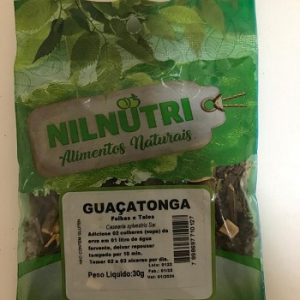 NILNUTRI
Alimentos Naturais
GUAÇATONGA
Folhas e Talos
Casearia sylvestris Sw
Adicione 02 colheres (sopa) de
erva em 01 litro de água
fervente, deixar repousar
tampado por 10 min.
Tomar 02 a 03 xícaras por dia.
Peso Líquido:30g